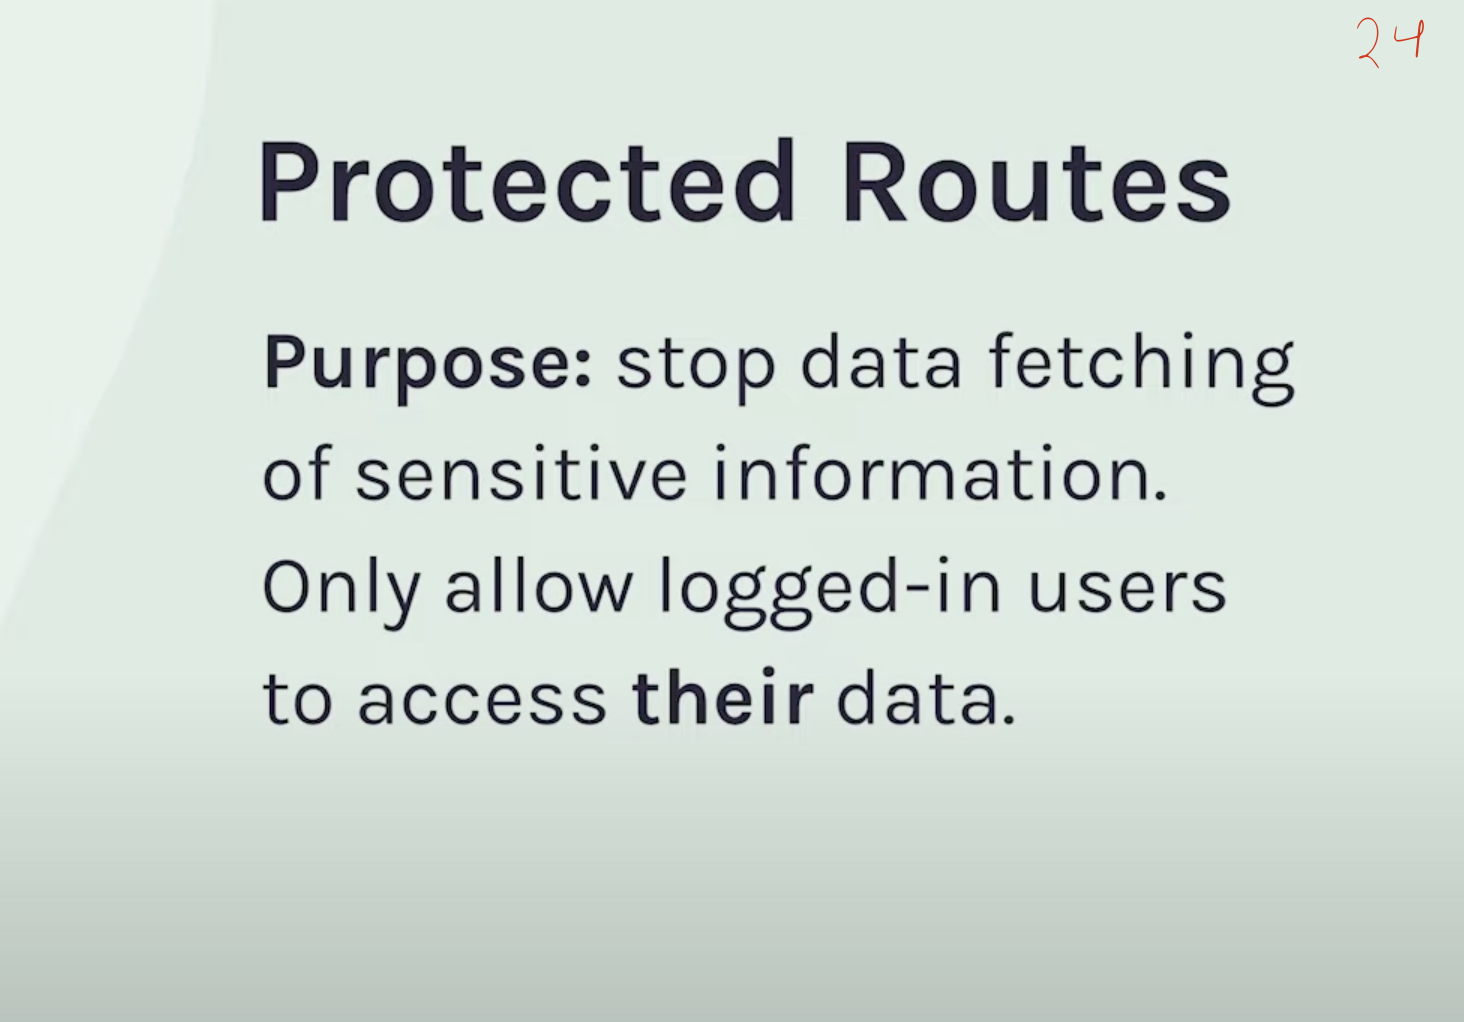 24
Protected Routes
Purpose: stop data fetching
of sensitive information.
Only allow logged-in users
to access their data.